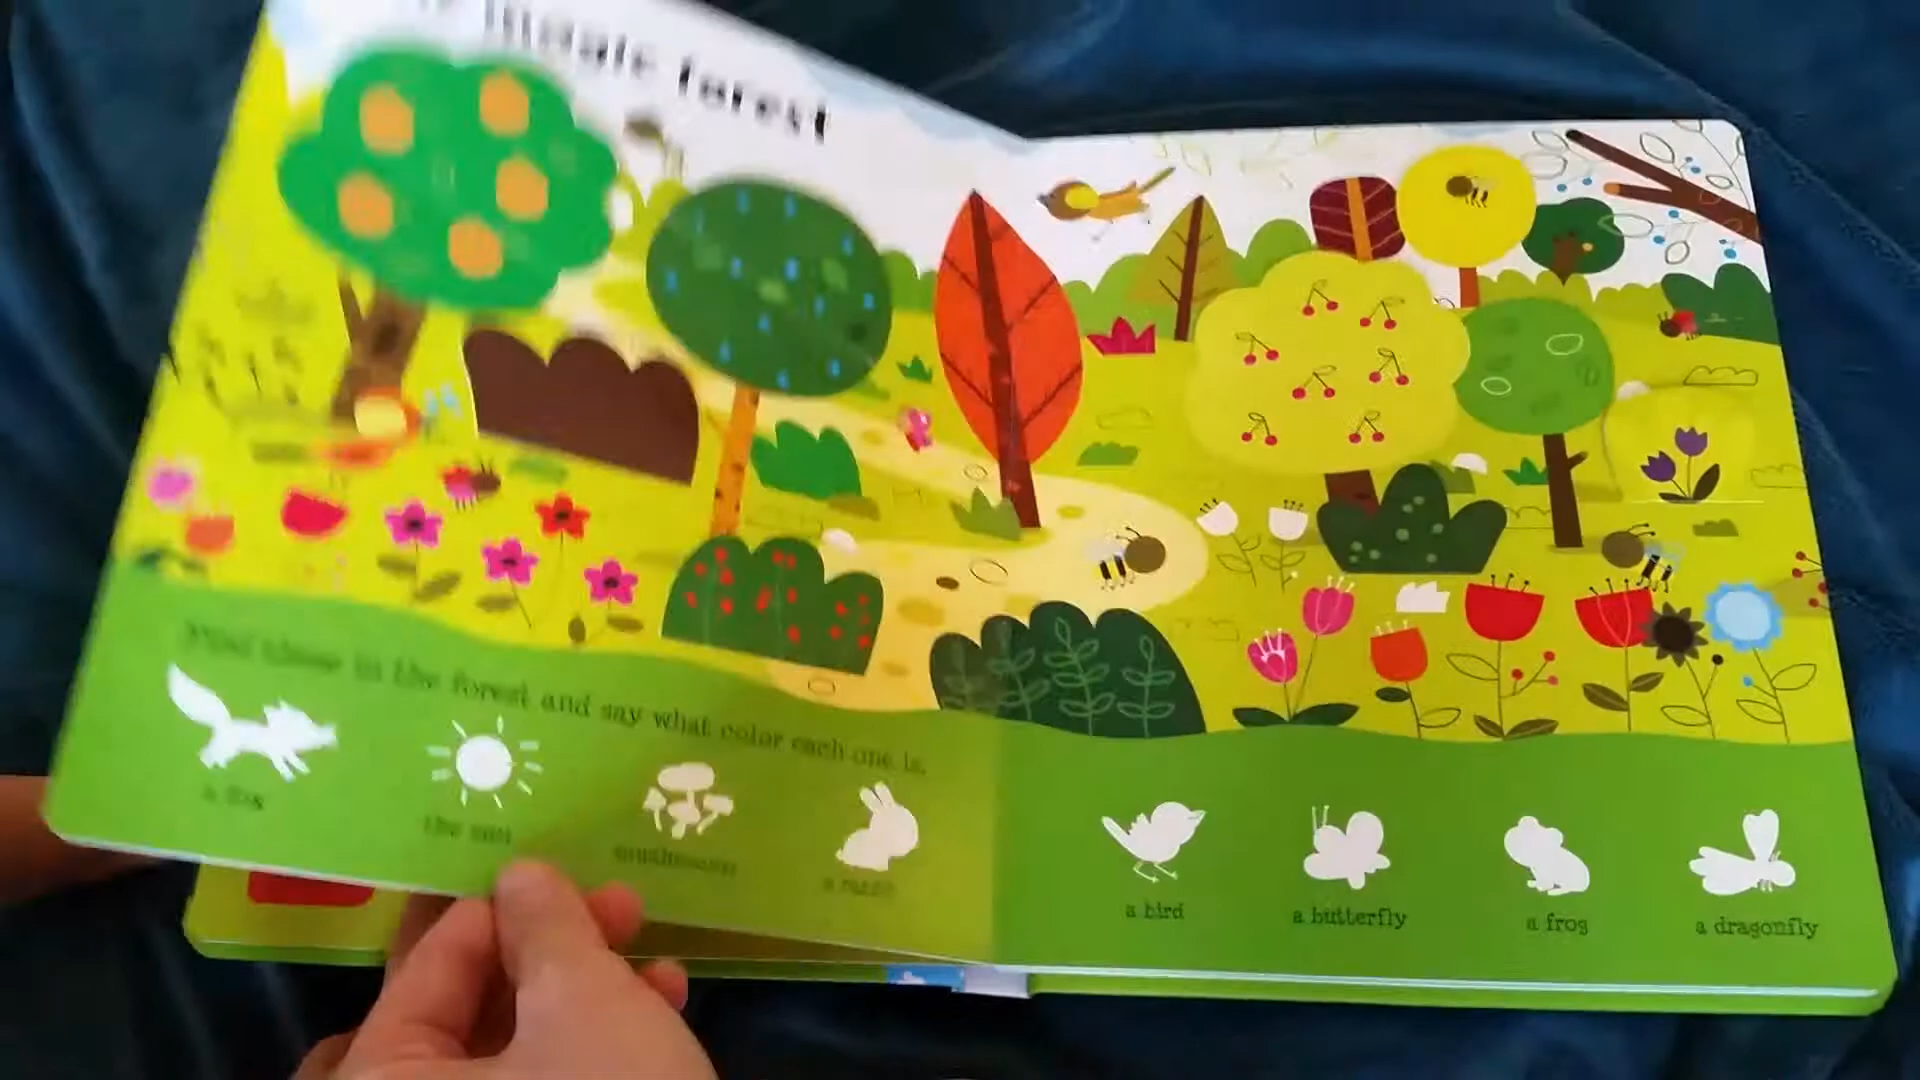 forest
Find these in the forest and say what color each one is.
a fox
the sun
mushrooms
a bird
a butterfly
a frog
a dragonfly